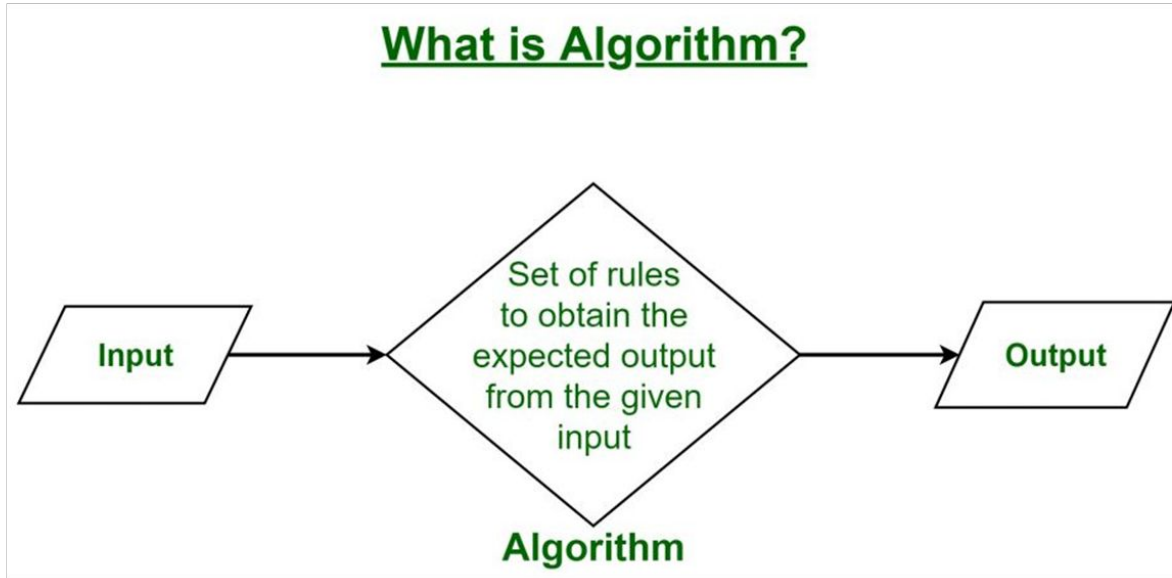 What is Algorithm?
Set of rules
to obtain the
expected output
from the given
input
Input
Output
Algorithm